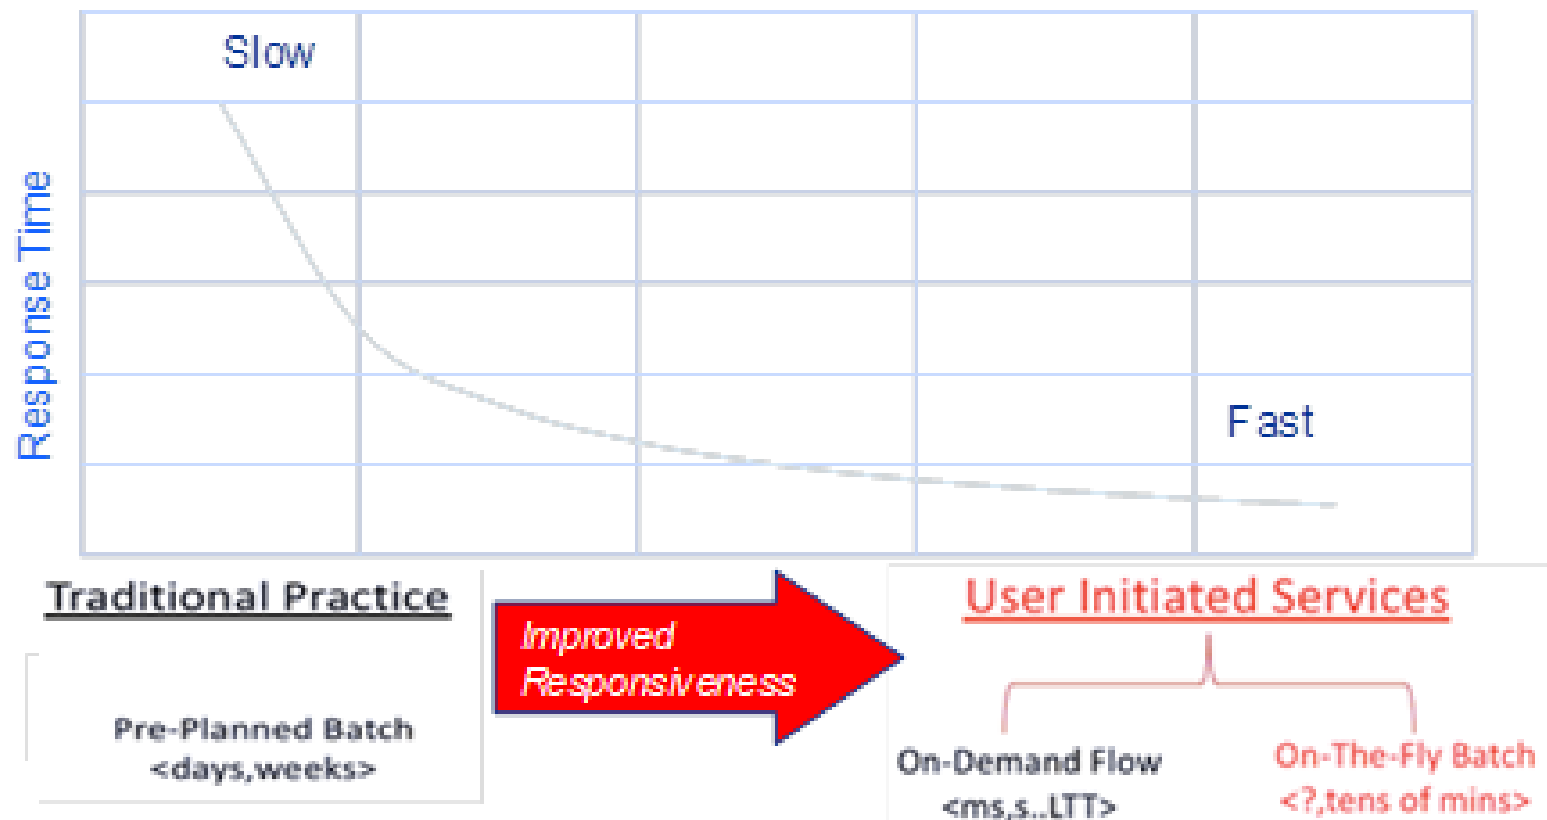 Slow
Response Time
Fast
Traditional Practice
Pre-Planned Batch
<days,weeks>
Improved
Responsiveness
User Initiated Services
On-Demand Flow
<ms,s..LTT>
On-The-Fly Batch
<?,tens of mins>